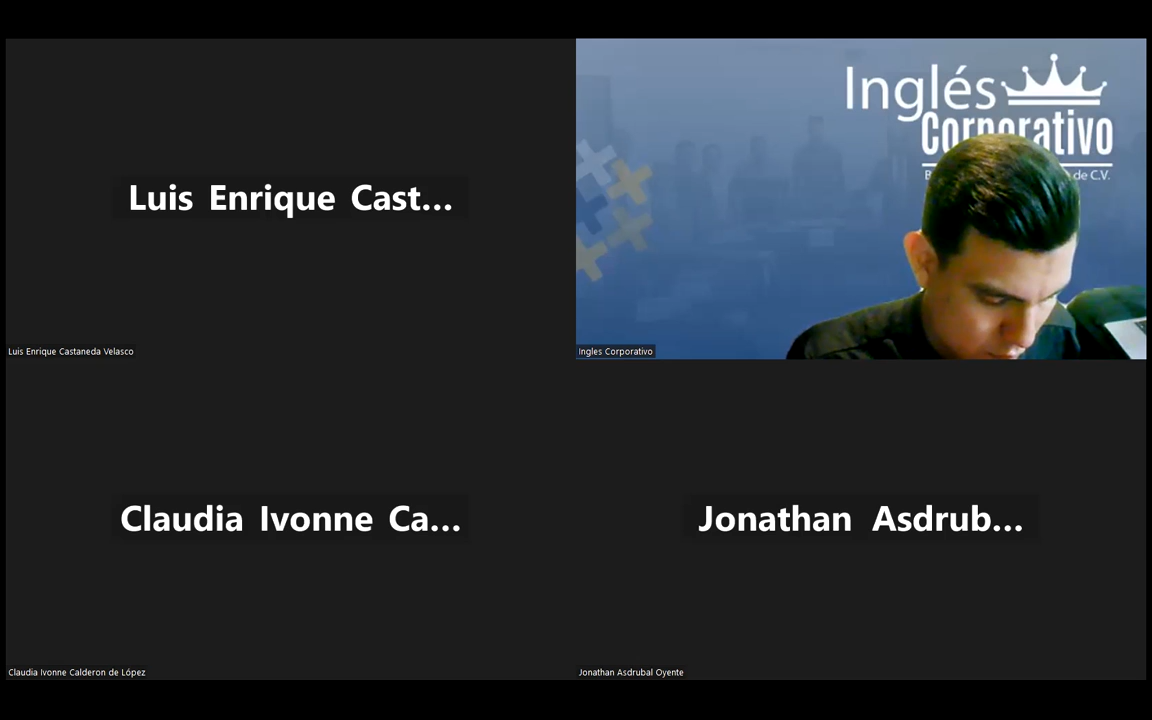 Luis Enrique Cast...
Luis Enrique Castaneda Velasco
Inglés
Corporativo
de C.V.
Ingles Corporativo
Claudia Ivonne Ca...
Claudia Ivonne Calderon de López
Jonathan Asdrub...
Jonathan Asdrubal Oyente